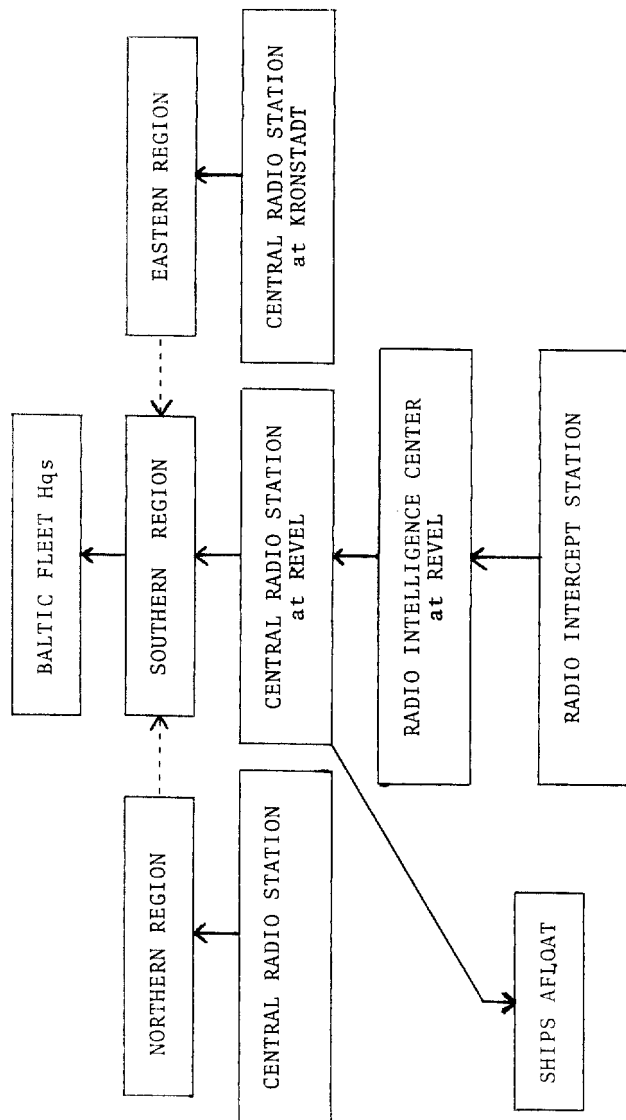 BALTIC FLEET Hqs
NORTHERN REGION
SOUTHERN REGION
EASTERN REGION
CENTRAL RADIO STATION
CENTRAL RADIO STATION
at REVEL
CENTRAL RADIO STATION
at KRONSTADT
RADIO INTELLIGENCE CENTER
at REVEL
SHIPS AFLOAT
RADIO INTERCEPT STATION